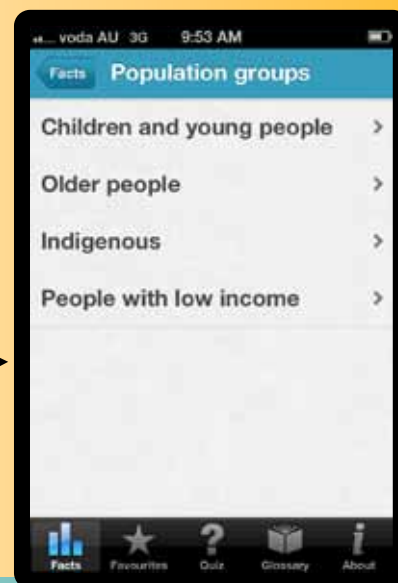 voda AU 3G 9:53 AM
Facts Population groups
Children and young people >
Older people >
Indigenous >
People with low income >
Facts Favourites Quiz Glossary About